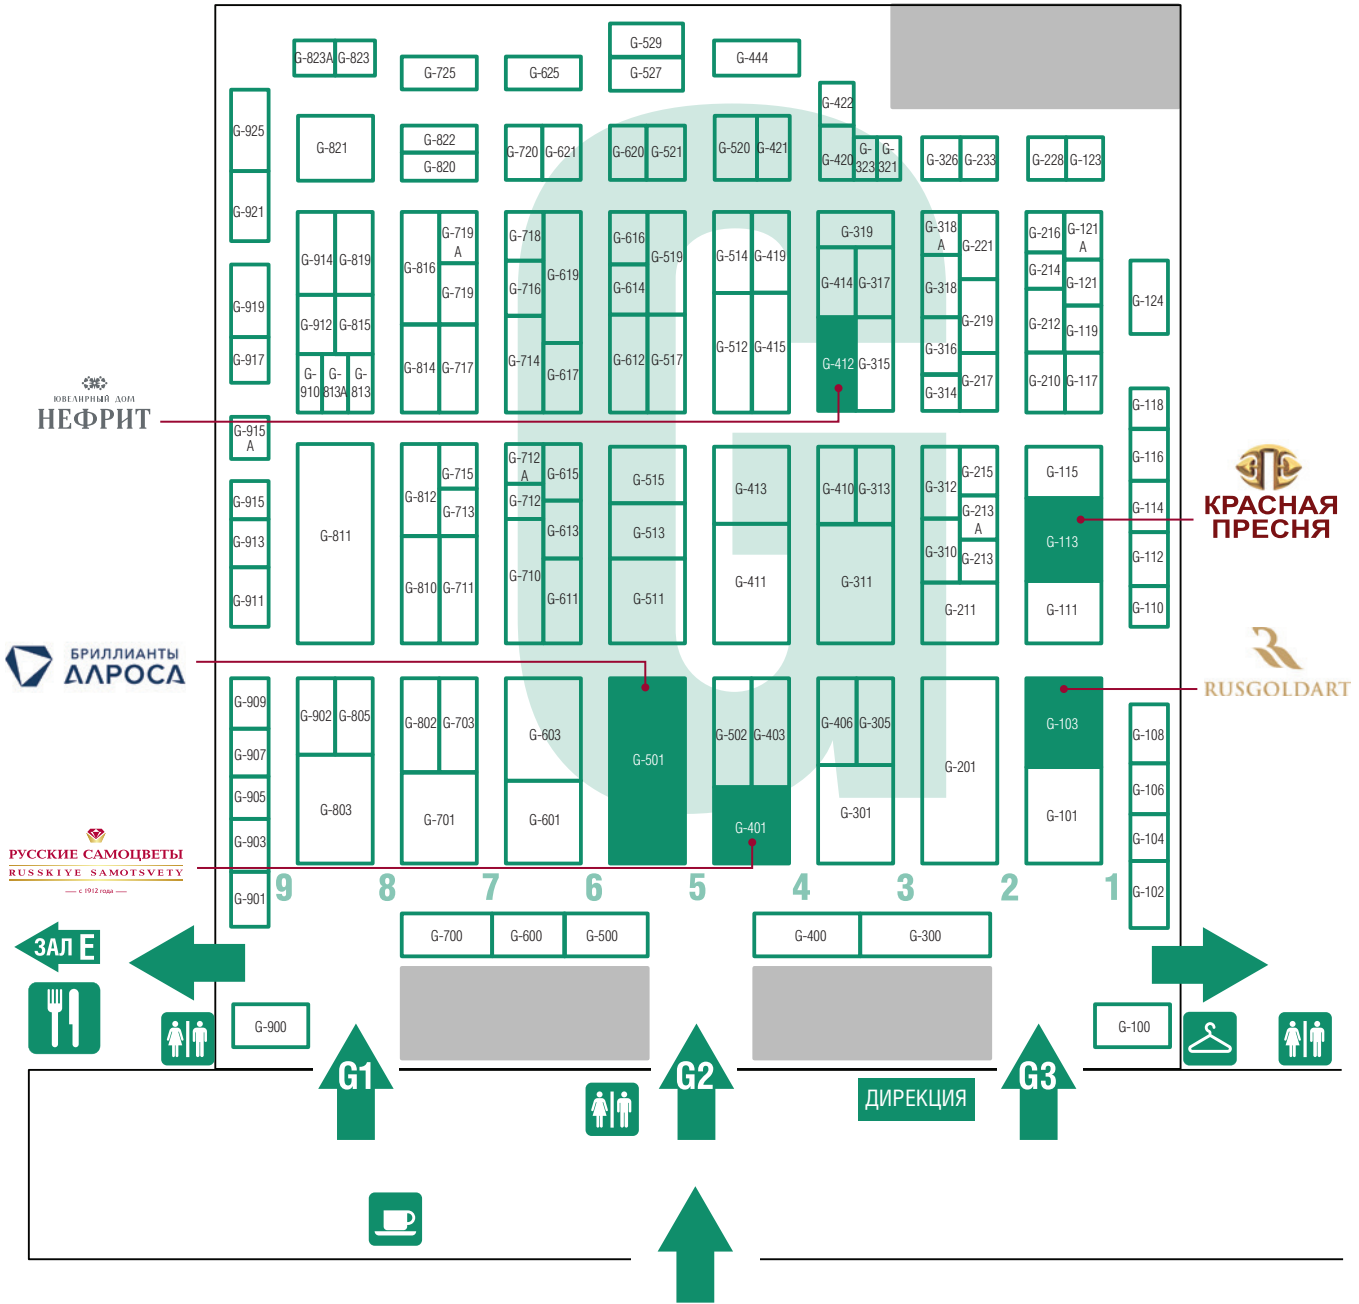 G-529
G-823A
G-823
G-444
G-725
G-625
G-527
G-422
G-925
G-821
G-822
G-820
G-720
G-621
G-620
G-521
G-520
G-421
G-420
G-
323
G-
321
G-326
G-233
G-228
G-123
G-921
G-914
G-819
G-816
G-719
A
G-718
G-619
G-616
G-519
G-514
G-419
G-319
G-318
A
G-221
G-216
G-121
A
G-919
G-719
G-716
G-614
G-414
G-317
G-318
G-214
G-121
G-124
G-912
G-815
G-219
G-212
G-119
G-917
G-910
G-
813A
G-
813
G-814
G-717
G-714
G-617
G-612
G-517
G-512
G-415
G-412
G-315
G-316
G-314
G-217
G-210
G-117
ЮВЕЛИРНЫЙ ДОМ
НЕФРИТ
G-118
G-915
A
G-811
G-812
G-715
G-713
G-712
A
G-712
G-615
G-515
G-413
G-410
G-313
G-312
G-215
G-213
A
G-115
G-116
G-915
G-114
КРАСНАЯ
ПРЕСНЯ
G-913
G-613
G-513
G-310
G-213
G-113
G-112
G-911
G-810
G-711
G-710
G-611
G-511
G-411
G-311
G-211
G-111
G-110
БРИЛЛИАНТЫ
АЛРОСА
RUSGOLDART
G-909
G-902
G-805
G-802
G-703
G-603
G-501
G-502
G-403
G-406
G-305
G-201
G-103
G-108
G-907
G-905
G-803
G-701
G-601
G-401
G-301
G-101
G-106
G-903
G-104
РУССКИЕ САМОЦВЕТЫ
RUSSKIYE SAMOTSVETY
с 1912 года
G-901
9
8
7
6
5
4
3
2
1
G-102
G-700
G-600
G-500
G-400
G-300
ЗАЛ E
G-900
G-100
G1
G2
G3
ДИРЕКЦИЯ
G